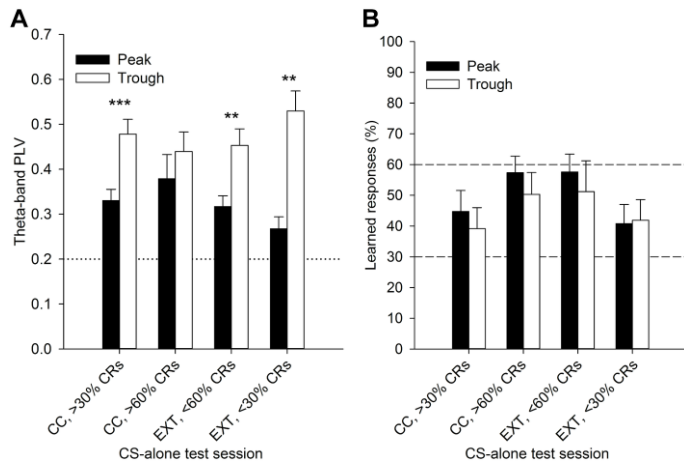 A
Theta-band PLV
0.7
0.6
0.5
0.4
0.3
0.2
0.1
0.0
Peak
Trough
***
**
**
CC, >30% CRs
CC, >60% CRs
EXT, <60% CRs
EXT, <30% CRs
CS-alone test session
B
Learned responses (%)
100
90
80
70
60
50
40
30
20
10
0
Peak
Trough
CC, >30% CRs
CC, >60% CRs
EXT, <60% CRs
EXT, <30% CRs
CS-alone test session